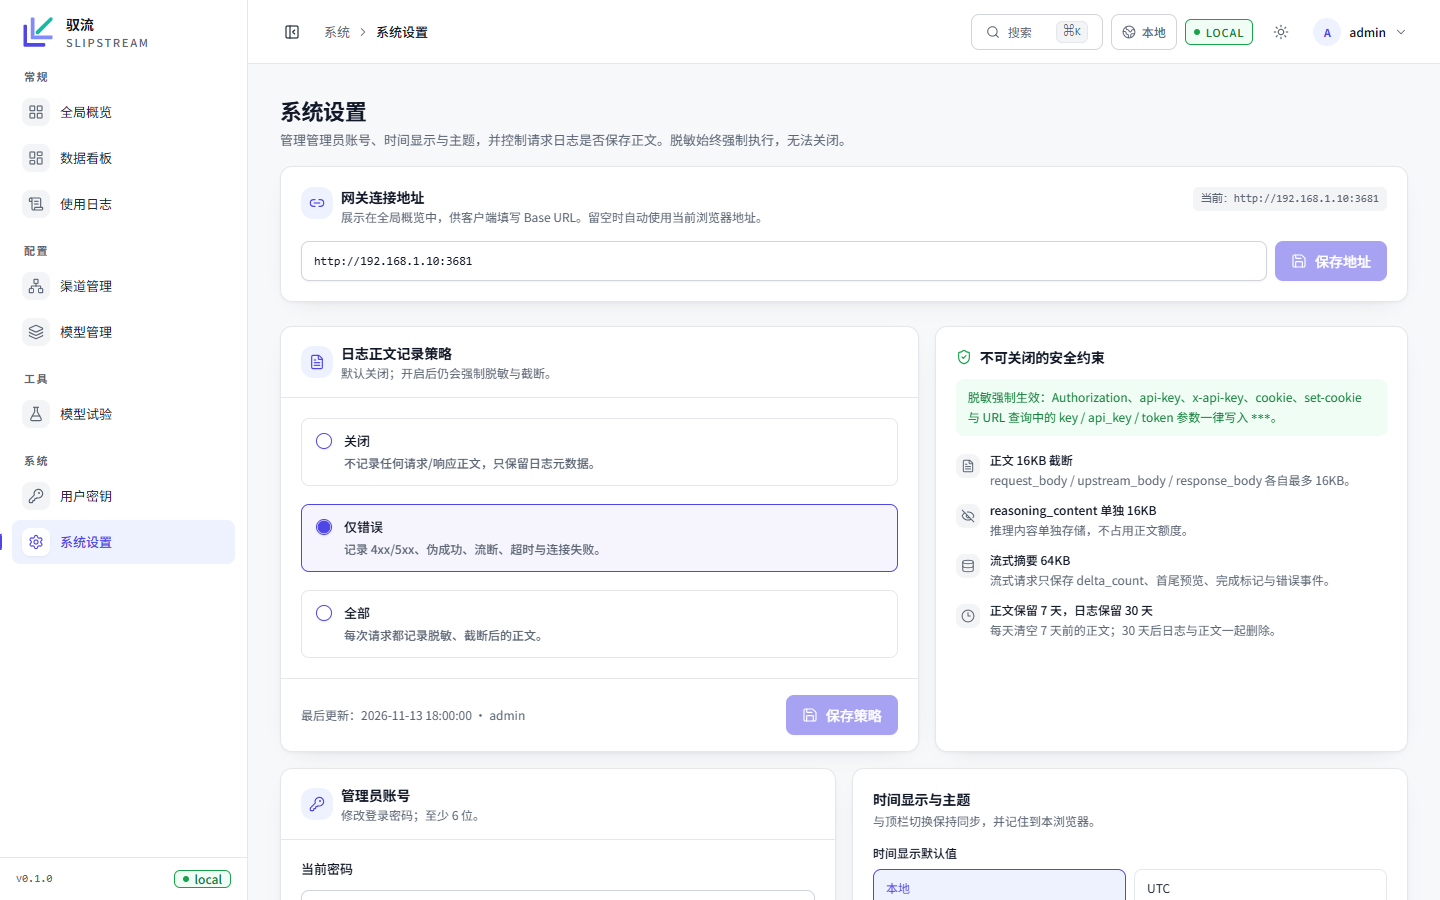 驭流
SLIPSTREAM
常规
全局概览
数据看板
使用日志
配置
渠道管理
模型管理
工具
模型试验
系统
用户密钥
系统设置
v0.1.0
local
系统
系统设置
搜索
⌘K
本地
LOCAL
A
admin
系统设置
管理管理员账号、时间显示与主题，并控制请求日志是否保存正文。脱敏始终强制执行，无法关闭。
网关连接地址
展示在全局概览中，供客户端填写 Base URL。留空时自动使用当前浏览器地址。
当前：http://192.168.1.10:3681
http://192.168.1.10:3681
保存地址
日志正文记录策略
默认关闭；开启后仍会强制脱敏与截断。
关闭
不记录任何请求/响应正文，只保留日志元数据。
仅错误
记录 4xx/5xx、伪成功、流断、超时与连接失败。
全部
每次请求都记录脱敏、截断后的正文。
最后更新：2026-11-13 18:00:00 · admin
保存策略
不可关闭的安全约束
脱敏强制生效：Authorization、api-key、x-api-key、cookie、set-cookie
与 URL 查询中的 key / api_key / token 参数一律写入 ***。
正文 16KB 截断
request_body / upstream_body / response_body 各自最多 16KB。
reasoning_content 单独 16KB
推理内容单独存储，不占用正文额度。
流式摘要 64KB
流式请求只保存 delta_count、首尾预览、完成标记与错误事件。
正文保留 7 天，日志保留 30 天
每天清空 7 天前的正文；30 天后日志与正文一起删除。
管理员账号
修改登录密码；至少 6 位。
当前密码
时间显示与主题
与顶栏切换保持同步，并记住到本浏览器。
时间显示默认值
本地
UTC